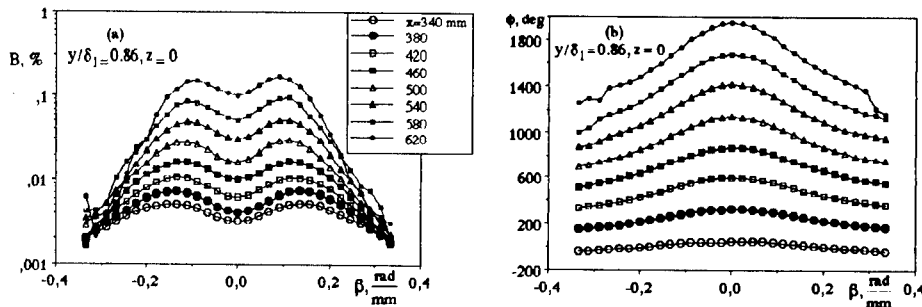 1
(a)
B, %
y/δ1=0.86, z=0
,1
,01
,001
-0,4 -0,2 0,0 0,2 0,4
β, rad/mm
x=340 mm
380
420
460
500
540
580
620
ϕ, deg
(b)
1800
y/δ1=0.86, z=0
1400
1000
600
200
-200
-0,4 -0,2 0,0 0,2 0,4
β, rad/mm